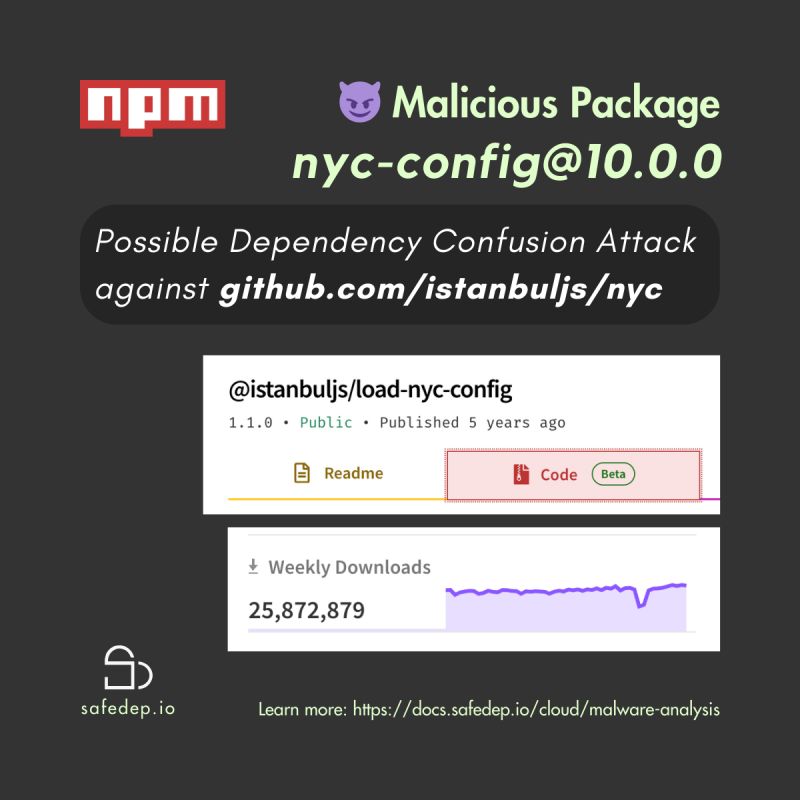 npm
😈 Malicious Package
nyc-config@10.0.0
Possible Dependency Confusion Attack
against github.com/istanbuljs/nyc
@istanbuljs/load-nyc-config
1.1.0 • Public • Published 5 years ago
Readme
Code Beta
Weekly Downloads
25,872,879
safedep.io
Learn more: https://docs.safedep.io/cloud/malware-analysis